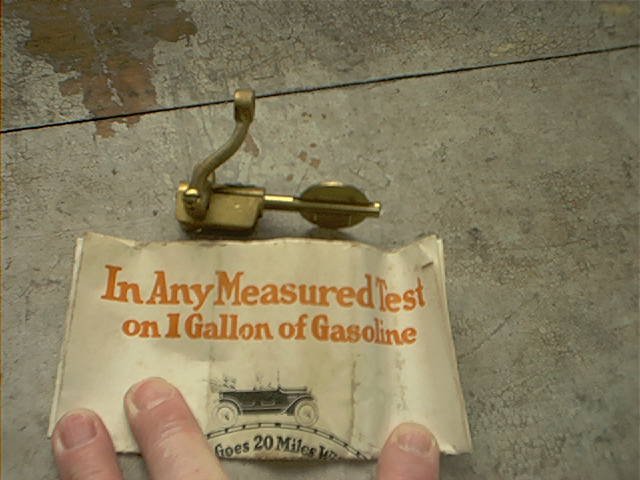 In Any Measured Test
on 1 Gallon of Gasoline
Goes 20 Miles